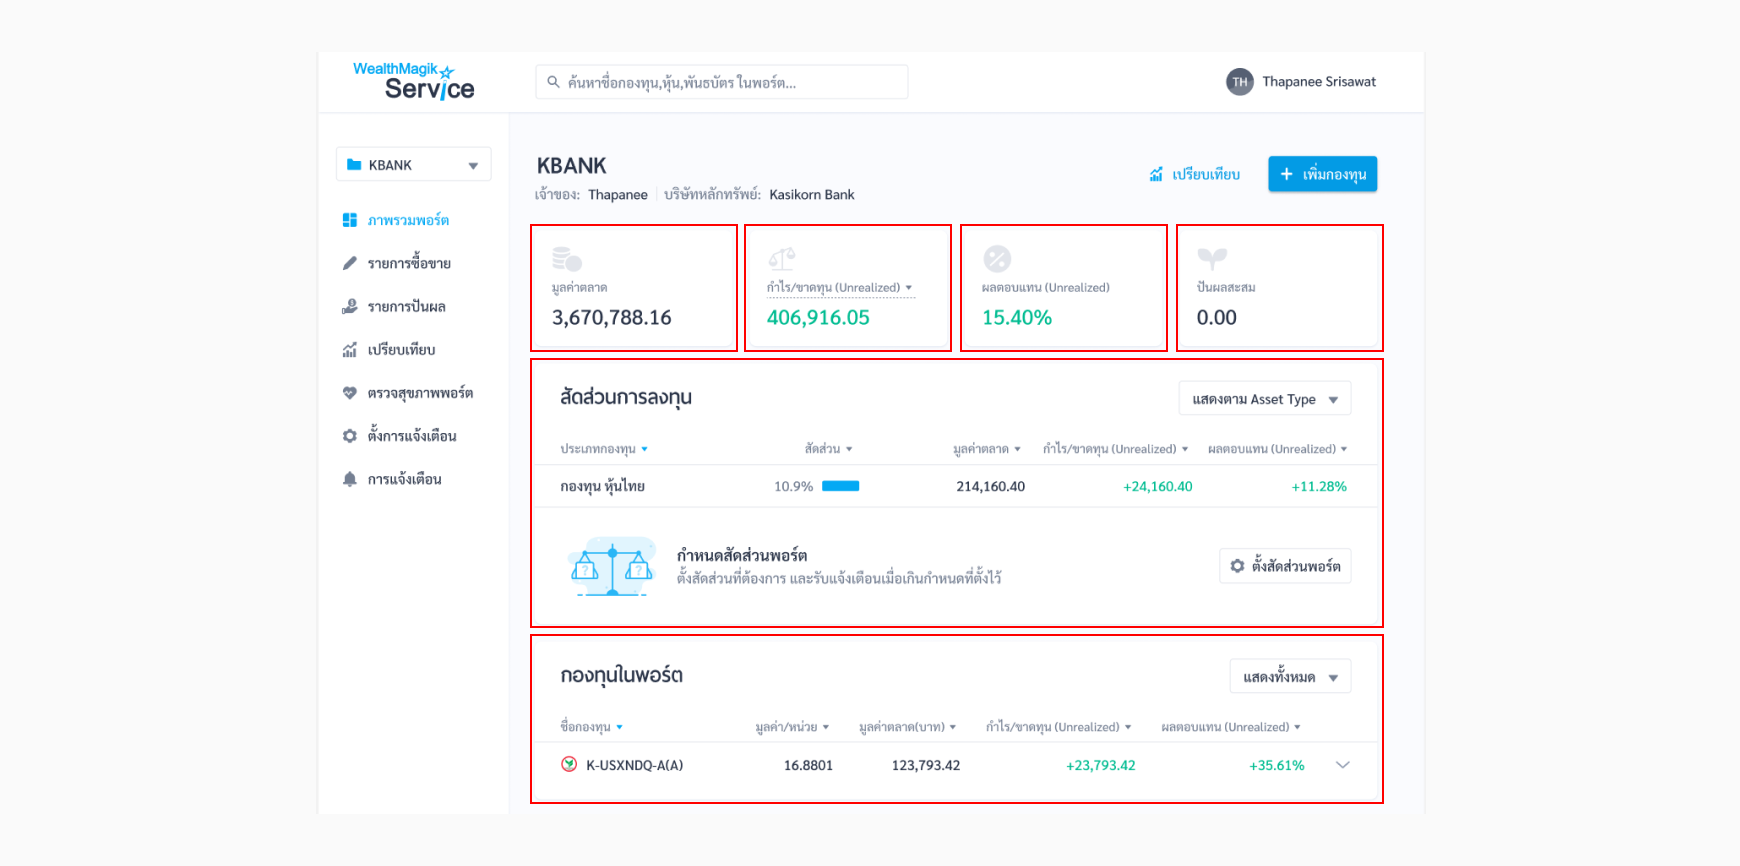 WealthMagik
Service
ค้นหาชื่อกองทุน,หุ้น,พันธบัตร ในพอร์ต...
TH Thapanee Srisawat
KBANK
ภาพรวมพอร์ต
รายการซื้อขาย
รายการปันผล
เปรียบเทียบ
ตรวจสุขภาพพอร์ต
ตั้งการแจ้งเตือน
การแจ้งเตือน
KBANK
เจ้าของ: Thapanee บริษัทหลักทรัพย์: Kasikorn Bank
เปรียบเทียบ
+ เพิ่มกองทุน
มูลค่าตลาด
3,670,788.16
กำไร/ขาดทุน (Unrealized)
406,916.05
ผลตอบแทน (Unrealized)
15.40%
ปันผลสะสม
0.00
สัดส่วนการลงทุน
แสดงตาม Asset Type
ประเภทกองทุน สัดส่วน มูลค่าตลาด กำไร/ขาดทุน (Unrealized) ผลตอบแทน (Unrealized)
กองทุน หุ้นไทย 10.9% 214,160.40 +24,160.40 +11.28%
? ?
กำหนดสัดส่วนพอร์ต
ตั้งสัดส่วนที่ต้องการ และรับแจ้งเตือนเมื่อเกินกำหนดที่ตั้งไว้
ตั้งสัดส่วนพอร์ต
กองทุนในพอร์ต
แสดงทั้งหมด
ชื่อกองทุน มูลค่า/หน่วย มูลค่าตลาด(บาท) กำไร/ขาดทุน (Unrealized) ผลตอบแทน (Unrealized)
K-USXNDQ-A(A) 16.8801 123,793.42 +23,793.42 +35.61%